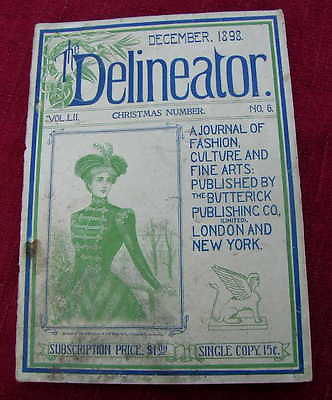 DECEMBER, 1898.
The
Delineator.
VOL. LII. CHRISTMAS NUMBER. NO. 6.
A JOURNAL OF
FASHION,
CULTURE AND
FINE ARTS:
PUBLISHED BY
THE BUTTERICK
PUBLISHING CO,
(LIMITED),
LONDON AND
NEW YORK.
SUBSCRIPTION PRICE, $1.00 SINGLE COPY, 15¢.